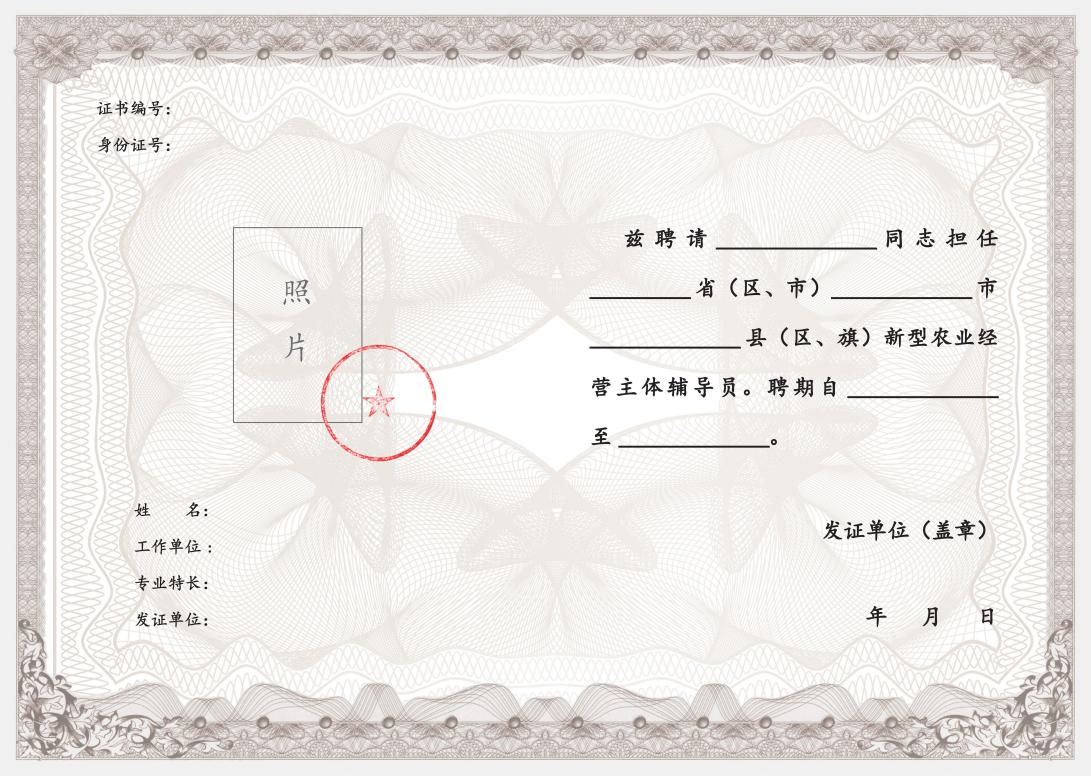 证书编号：
身份证号：
照
片
姓　　名：
工作单位：
专业特长：
发证单位：
兹聘请＿＿＿＿＿＿同志担任
＿＿＿＿省（区、市）＿＿＿＿＿＿市
＿＿＿＿＿＿县（区、旗）新型农业经
营主体辅导员。聘期自＿＿＿＿＿＿
至＿＿＿＿＿＿。
发证单位（盖章）
年　月　日